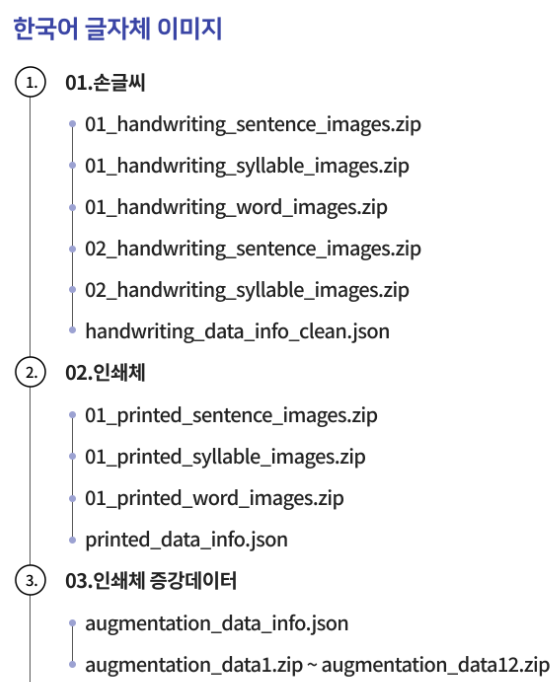 한국어 글자체 이미지
1. 01.손글씨
01_handwriting_sentence_images.zip
01_handwriting_syllable_images.zip
01_handwriting_word_images.zip
02_handwriting_sentence_images.zip
02_handwriting_syllable_images.zip
handwriting_data_info_clean.json
2. 02.인쇄체
01_printed_sentence_images.zip
01_printed_syllable_images.zip
01_printed_word_images.zip
printed_data_info.json
3. 03.인쇄체 증강데이터
augmentation_data_info.json
augmentation_data1.zip ~ augmentation_data12.zip